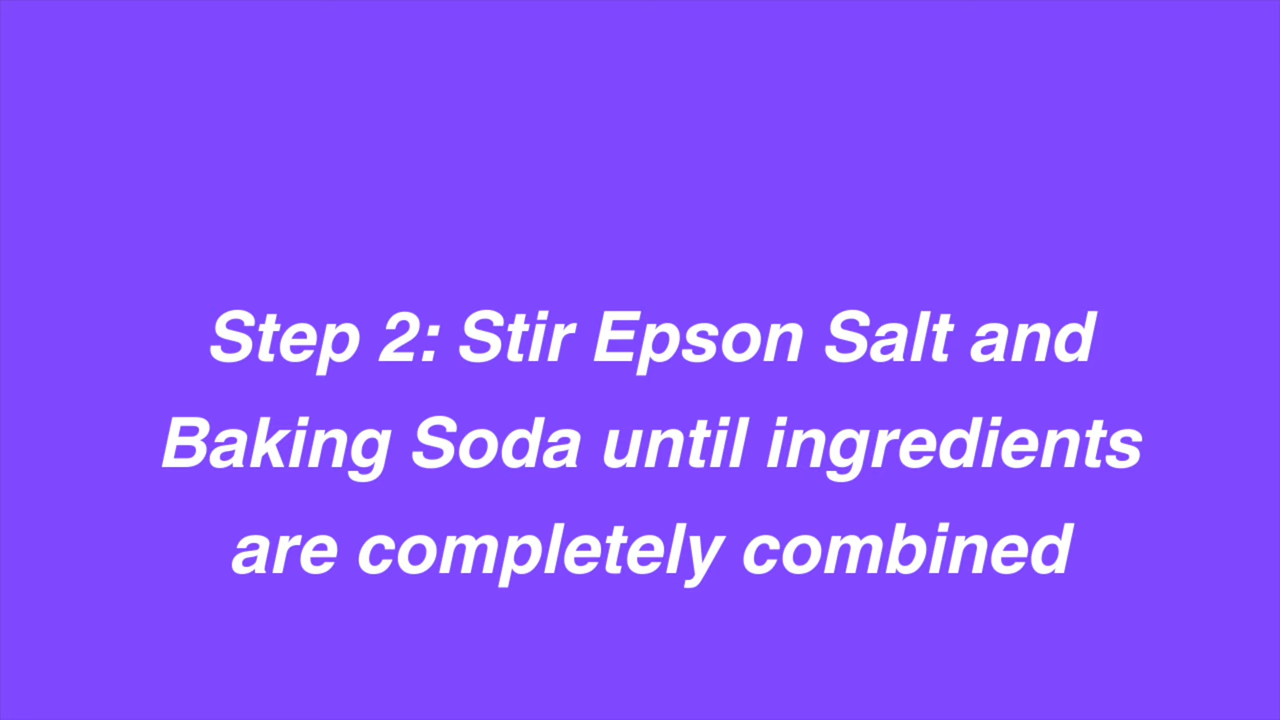 Step 2: Stir Epson Salt and
Baking Soda until ingredients
are completely combined